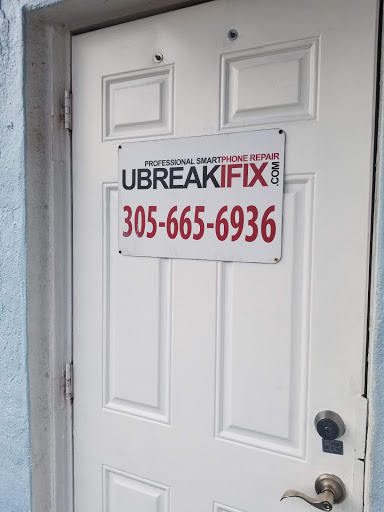 PROFESSIONAL SMARTPHONE REPAIR
UBREAKIFIX.COM
305-665-6936